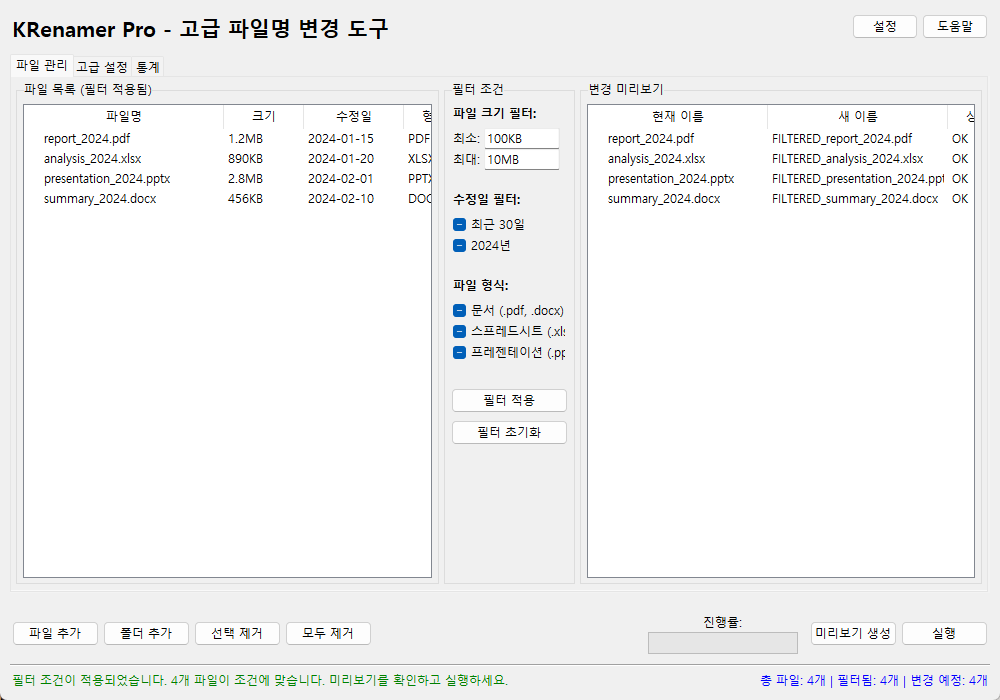 KRenamer Pro - 고급 파일명 변경 도구
설정 도움말
파일 관리 고급 설정 통계
파일 목록 (필터 적용됨)
파일명 크기 수정일 형
report_2024.pdf 1.2MB 2024-01-15 PDF
analysis_2024.xlsx 890KB 2024-01-20 XLSX
presentation_2024.pptx 2.8MB 2024-02-01 PPTX
summary_2024.docx 456KB 2024-02-10 DOC
필터 조건
파일 크기 필터:
최소: 100KB
최대: 10MB
수정일 필터:
최근 30일
2024년
파일 형식:
문서 (.pdf, .docx)
스프레드시트 (.xls
프레젠테이션 (.pp
필터 적용
필터 초기화
변경 미리보기
현재 이름 새 이름 상
report_2024.pdf FILTERED_report_2024.pdf OK
analysis_2024.xlsx FILTERED_analysis_2024.xlsx OK
presentation_2024.pptx FILTERED_presentation_2024.ppt OK
summary_2024.docx FILTERED_summary_2024.docx OK
파일 추가 폴더 추가 선택 제거 모두 제거
진행률:
미리보기 생성 실행
필터 조건이 적용되었습니다. 4개 파일이 조건에 맞습니다. 미리보기를 확인하고 실행하세요.
총 파일: 4개 | 필터됨: 4개 | 변경 예정: 4개